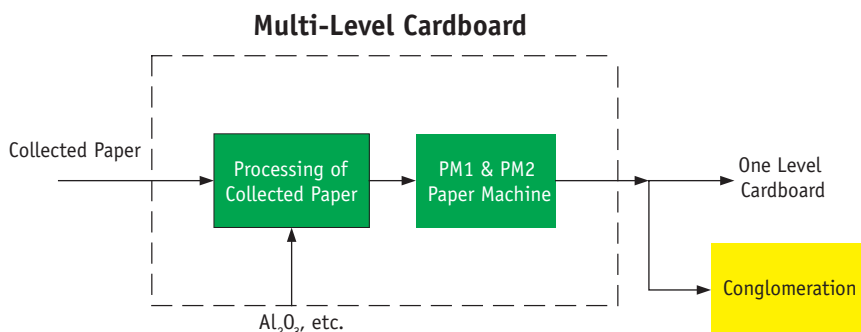 Multi-Level Cardboard
Collected Paper
Processing of
Collected Paper
PM1 & PM2
Paper Machine
One Level
Cardboard
Conglomeration
Al₂O₃, etc.